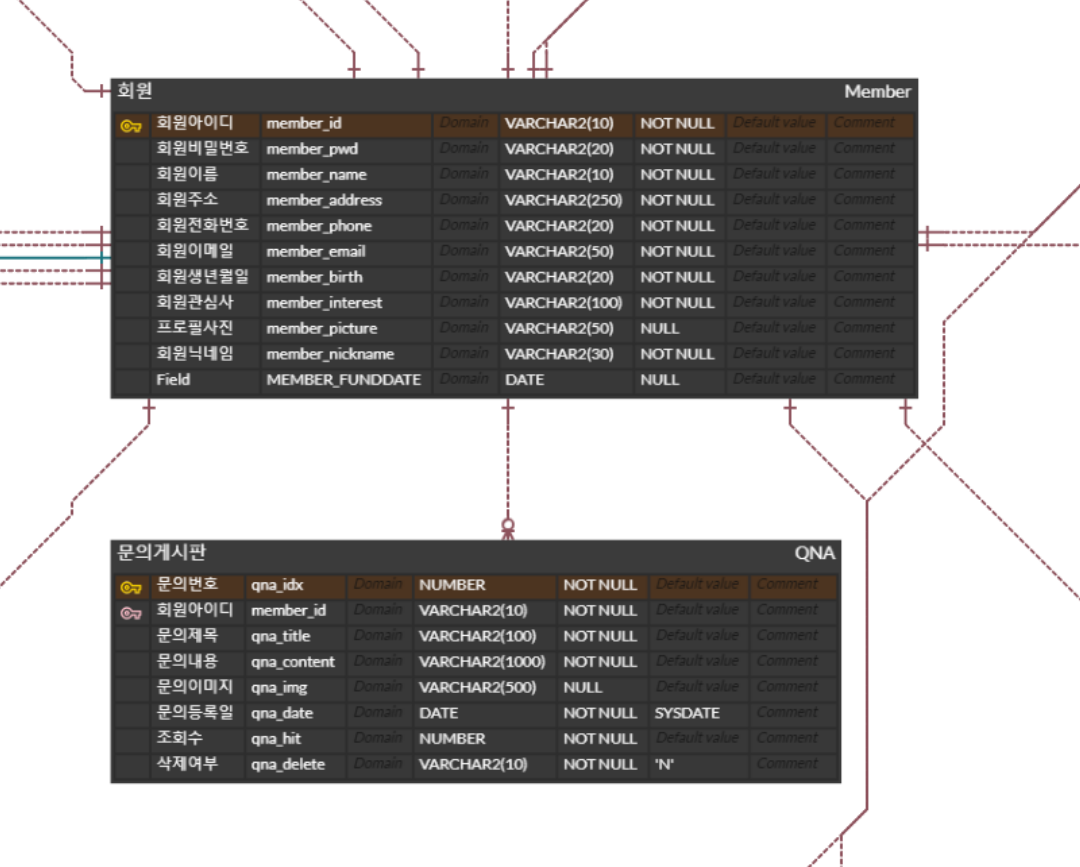 회원 Member
회원아이디 member_id Domain VARCHAR2(10) NOT NULL Default value Comment
회원비밀번호 member_pwd Domain VARCHAR2(20) NOT NULL Default value Comment
회원이름 member_name Domain VARCHAR2(10) NOT NULL Default value Comment
회원주소 member_address Domain VARCHAR2(250) NOT NULL Default value Comment
회원전화번호 member_phone Domain VARCHAR2(20) NOT NULL Default value Comment
회원이메일 member_email Domain VARCHAR2(50) NOT NULL Default value Comment
회원생년월일 member_birth Domain VARCHAR2(20) NOT NULL Default value Comment
회원관심사 member_interest Domain VARCHAR2(100) NOT NULL Default value Comment
프로필사진 member_picture Domain VARCHAR2(50) NULL Default value Comment
회원닉네임 member_nickname Domain VARCHAR2(30) NOT NULL Default value Comment
Field MEMBER_FUNDDATE Domain DATE NULL Default value Comment
문의게시판 QNA
문의번호 qna_idx Domain NUMBER NOT NULL Default value Comment
회원아이디 member_id Domain VARCHAR2(10) NOT NULL Default value Comment
문의제목 qna_title Domain VARCHAR2(100) NOT NULL Default value Comment
문의내용 qna_content Domain VARCHAR2(1000) NOT NULL Default value Comment
문의이미지 qna_img Domain VARCHAR2(500) NULL Default value Comment
문의등록일 qna_date Domain DATE NOT NULL SYSDATE Comment
조회수 qna_hit Domain NUMBER NOT NULL Default value Comment
삭제여부 qna_delete Domain VARCHAR2(10) NOT NULL 'N' Comment